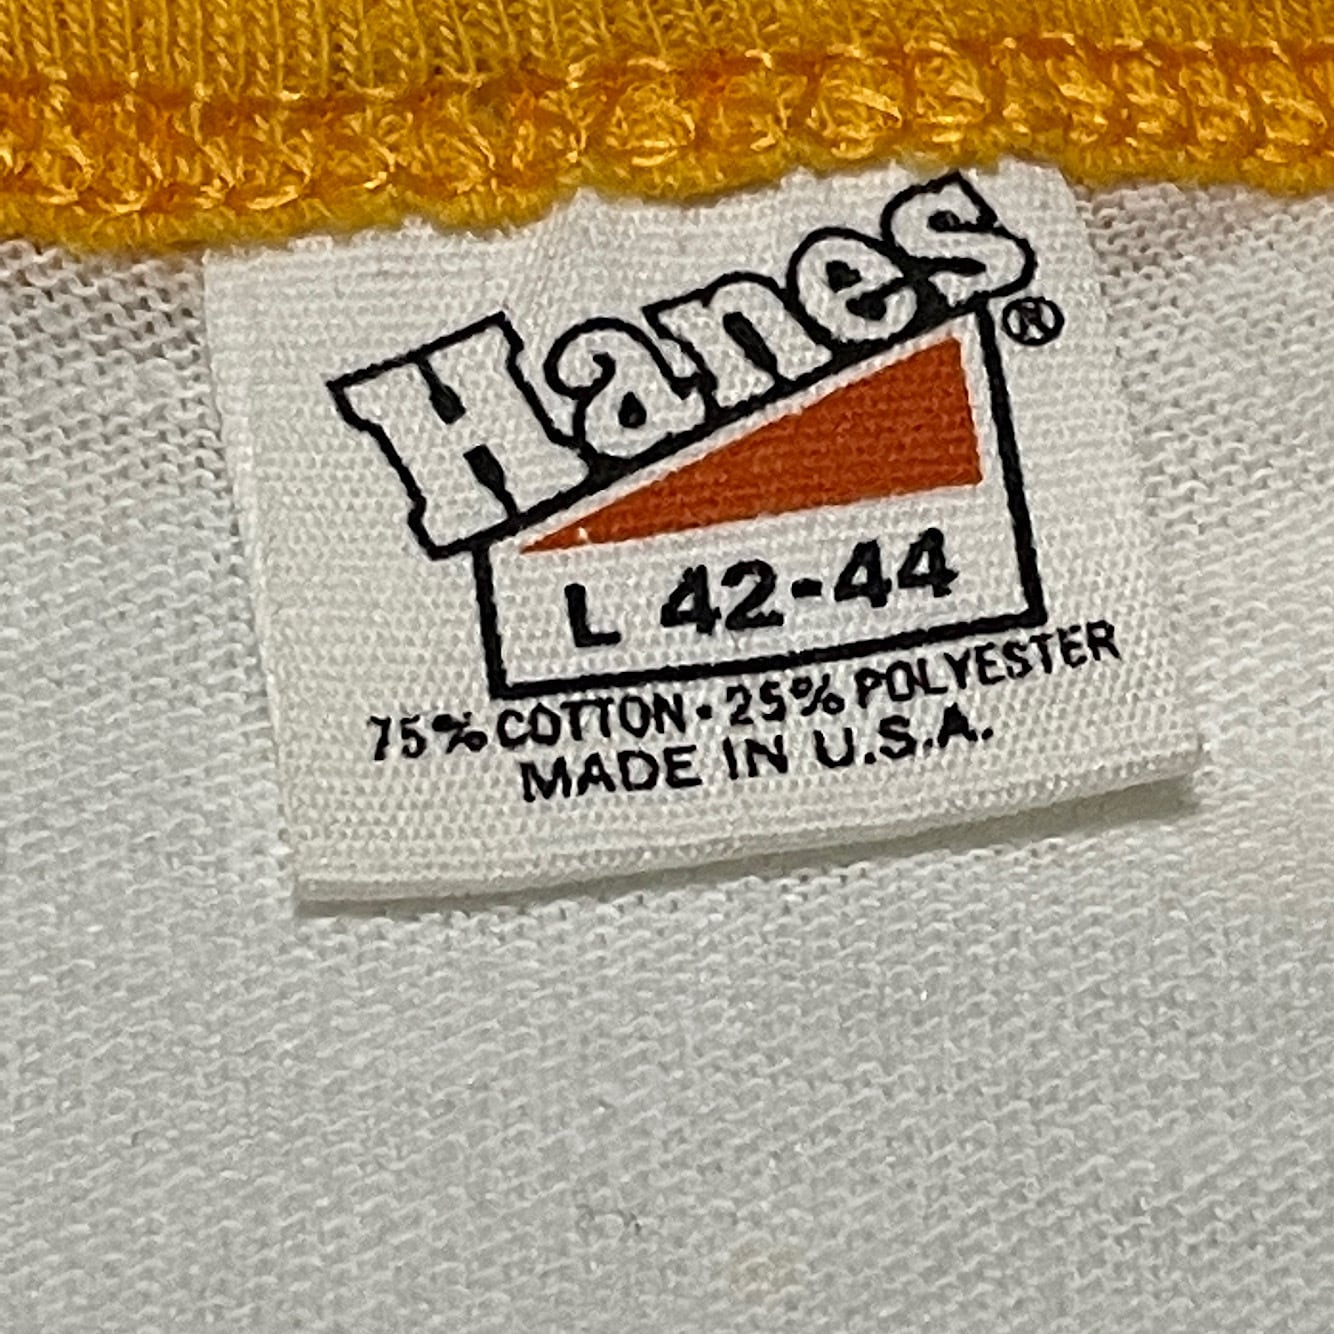 Hanes®
L 42-44
75% COTTON • 25% POLYESTER
MADE IN U.S.A.